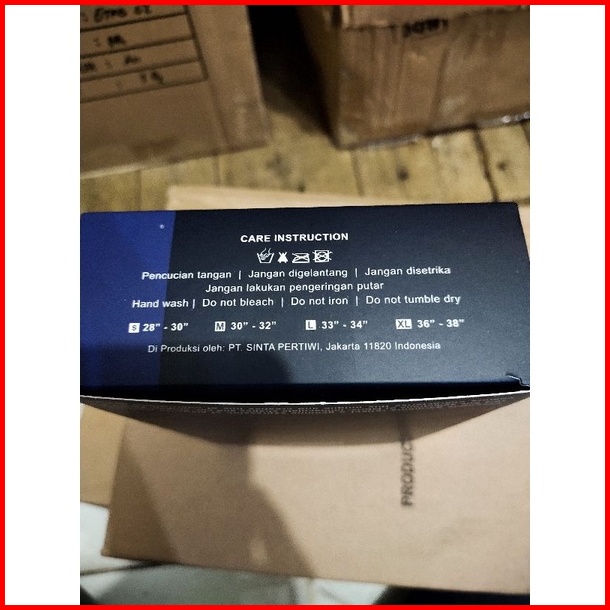 CARE INSTRUCTION
Pencucian tangan | Jangan digelantang | Jangan disetrika
Jangan lakukan pengeringan putar
Hand wash | Do not bleach | Do not iron | Do not tumble dry
S 28" - 30" M 30" - 32" L 33" - 34" XL 36" - 38"
Di Produksi oleh: PT. SINTA PERTIWI, Jakarta 11820 Indonesia
PRODUC